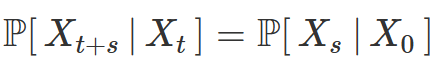 ℙ[ X_{t+s} | X_t ] = ℙ[ X_s | X_0 ]